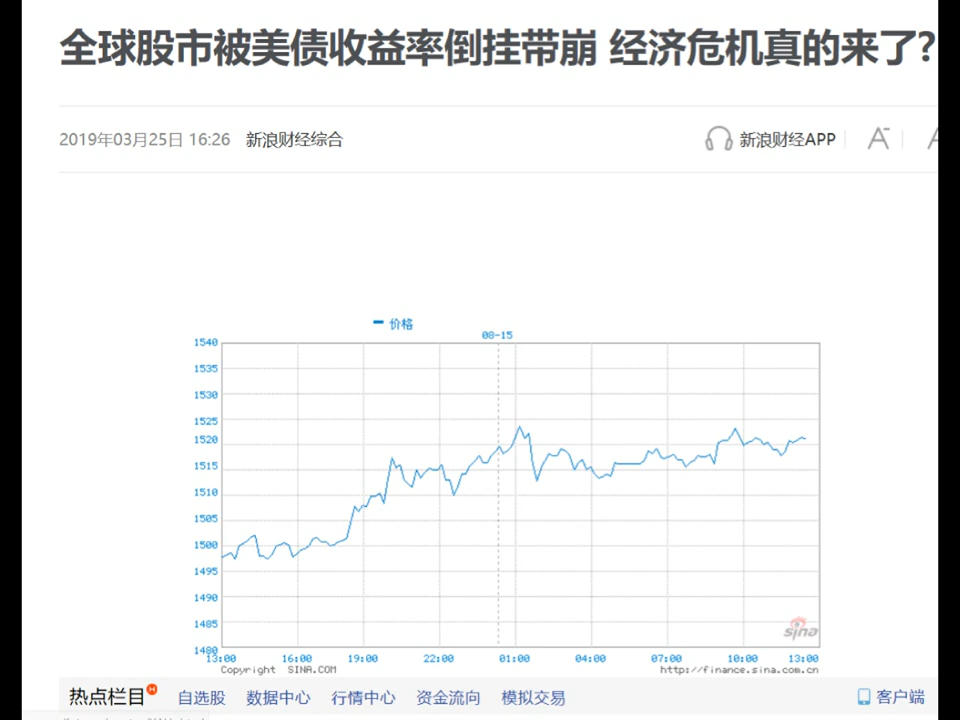 全球股市被美债收益率倒挂带崩 经济危机真的来了?
2019年03月25日 16:26 新浪财经综合 新浪财经APP A-
价格
08-15
1540
1535
1530
1525
1520
1515
1510
1505
1500
1495
1490
1485
1480
sina
13:00 16:00 19:00 22:00 01:00 04:00 07:00 10:00 13:00
Copyright SINA.COM http://finance.sina.com.cn
热点栏目 H 自选股 数据中心 行情中心 资金流向 模拟交易 客户端